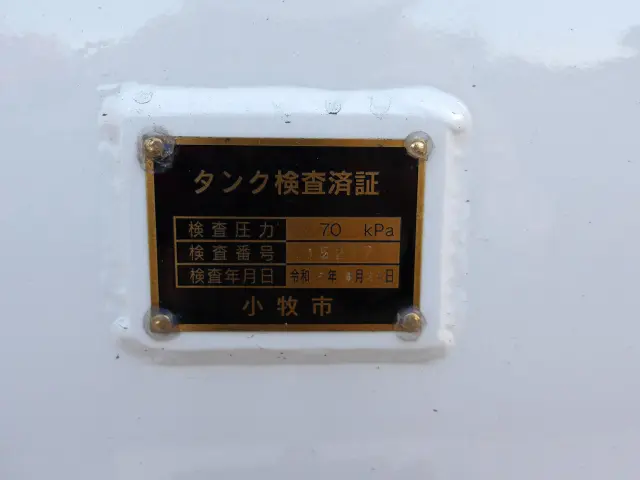 タンク検査済証
検査圧力 70 kPa
検査番号
検査年月日 令和 年 月 日
小牧市